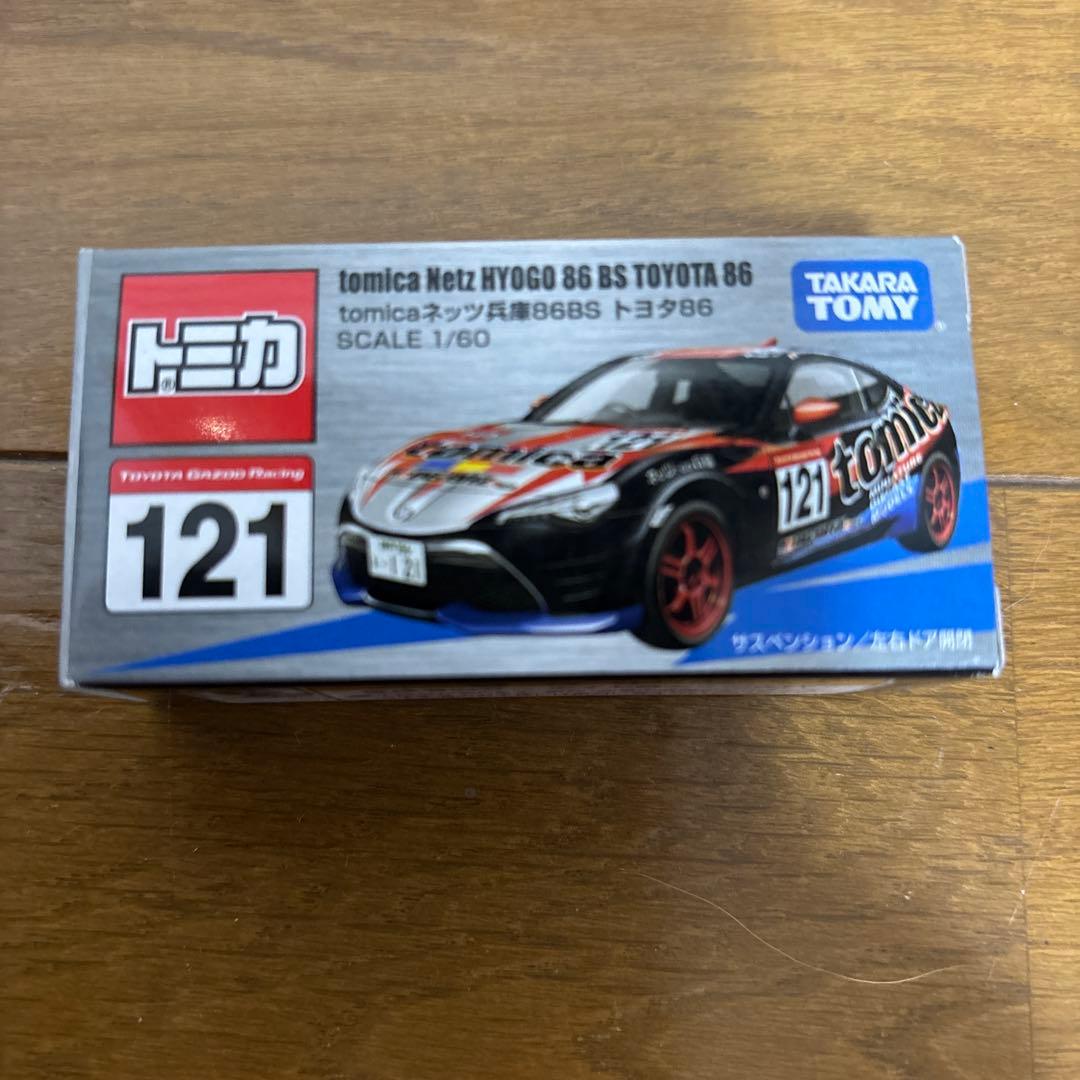 tomica Netz HYOGO 86 BS TOYOTA 86
tomicaネッツ兵庫86BS トヨタ86
SCALE 1/60
TAKARA
TOMY
トミカ
TOYOTA GAZOO Racing
121
tomica
121
tomica
121
サスペンション/左右ドア開閉